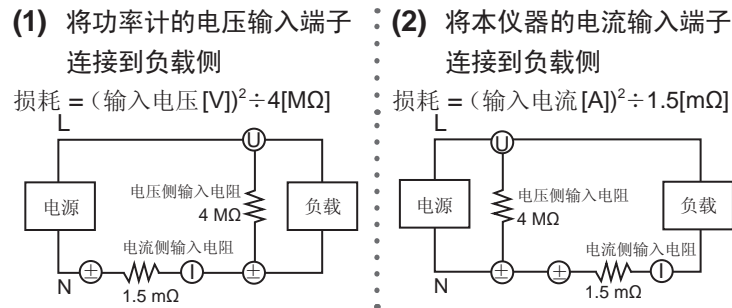 (1) 将功率计的电压输入端子
连接到负载侧
损耗 =（输入电压[V])²÷4[MΩ]
L
U
电源
电压侧输入电阻
4 MΩ
负载
电流侧输入电阻
N
±
I
±
1.5 mΩ
(2) 将本仪器的电流输入端子
连接到负载侧
损耗 =（输入电流[A])²÷1.5[mΩ]
L
U
电源
电压侧输入电阻
4 MΩ
负载
电流侧输入电阻
N
±
±
I
1.5 mΩ